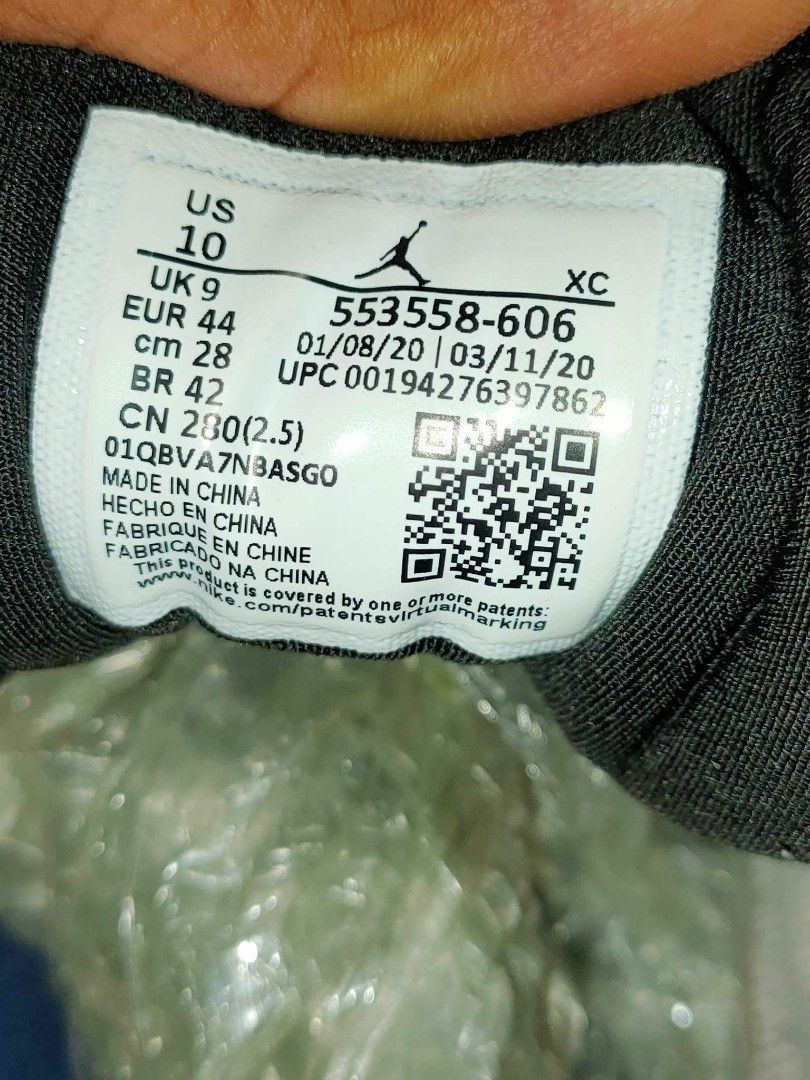 US
10
XC
UK 9
EUR 44
cm 28
BR 42
CN 280(2.5)
553558-606
01/08/20 | 03/11/20
UPC 00194276397862
01QBVA7NBASGO
MADE IN CHINA
HECHO EN CHINA
FABRIQUE EN CHINE
FABRICADO NA CHINA
This product is covered by one or more patents:
www.nike.com/patentsvirtualmarking